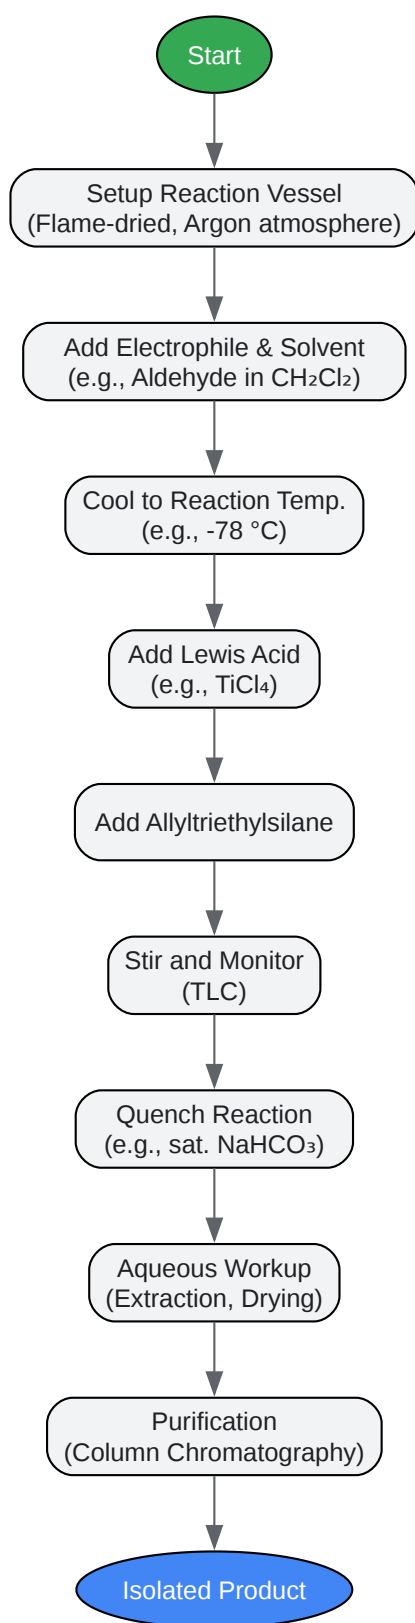 Start
Setup Reaction Vessel
(Flame-dried, Argon atmosphere)
Add Electrophile & Solvent
(e.g., Aldehyde in CH₂Cl₂)
Cool to Reaction Temp.
(e.g., -78 °C)
Add Lewis Acid
(e.g., TiCl₄)
Add Allyltriethylsilane
Stir and Monitor
(TLC)
Quench Reaction
(e.g., sat. NaHCO₃)
Aqueous Workup
(Extraction, Drying)
Purification
(Column Chromatography)
Isolated Product